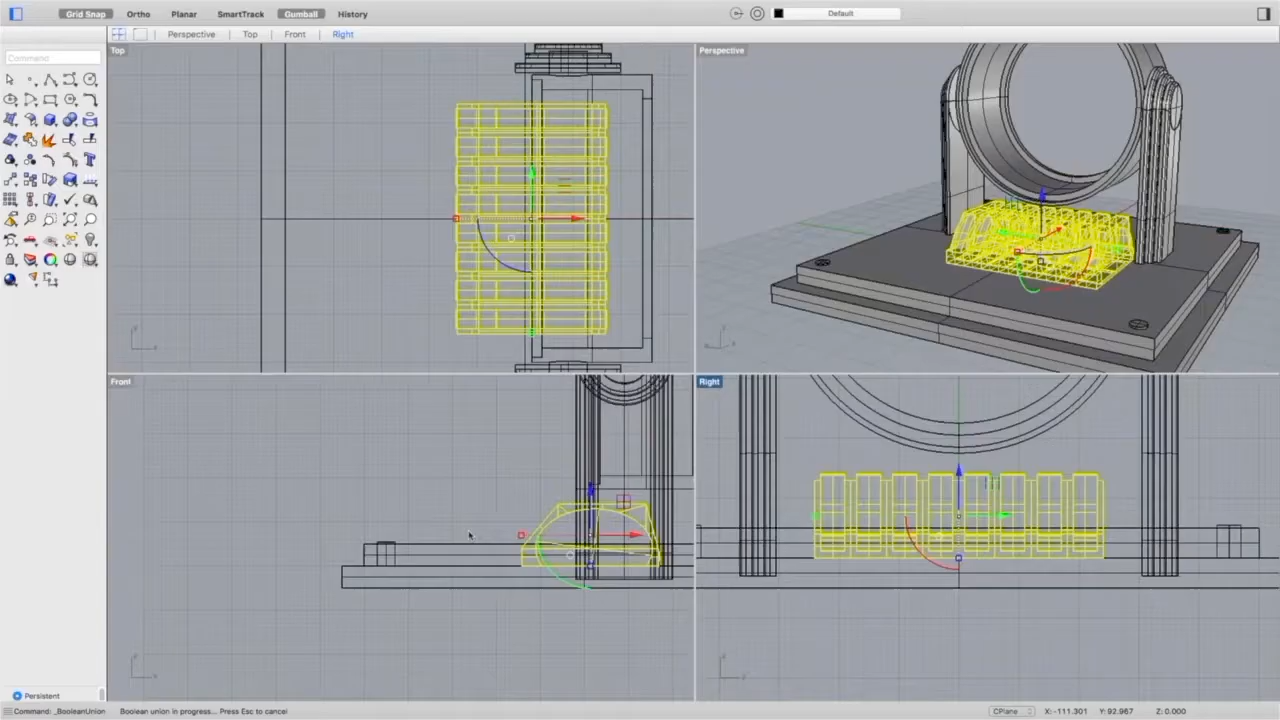 Grid Snap Ortho Planar SmartTrack Gumball History Default
Perspective Top Front Right
Command
Top
Perspective
Front
Right
Persistent
Command: _BooleanUnion Boolean union in progress... Press Esc to cancel CPlane X: -111.301 Y: 92.967 Z: 0.000